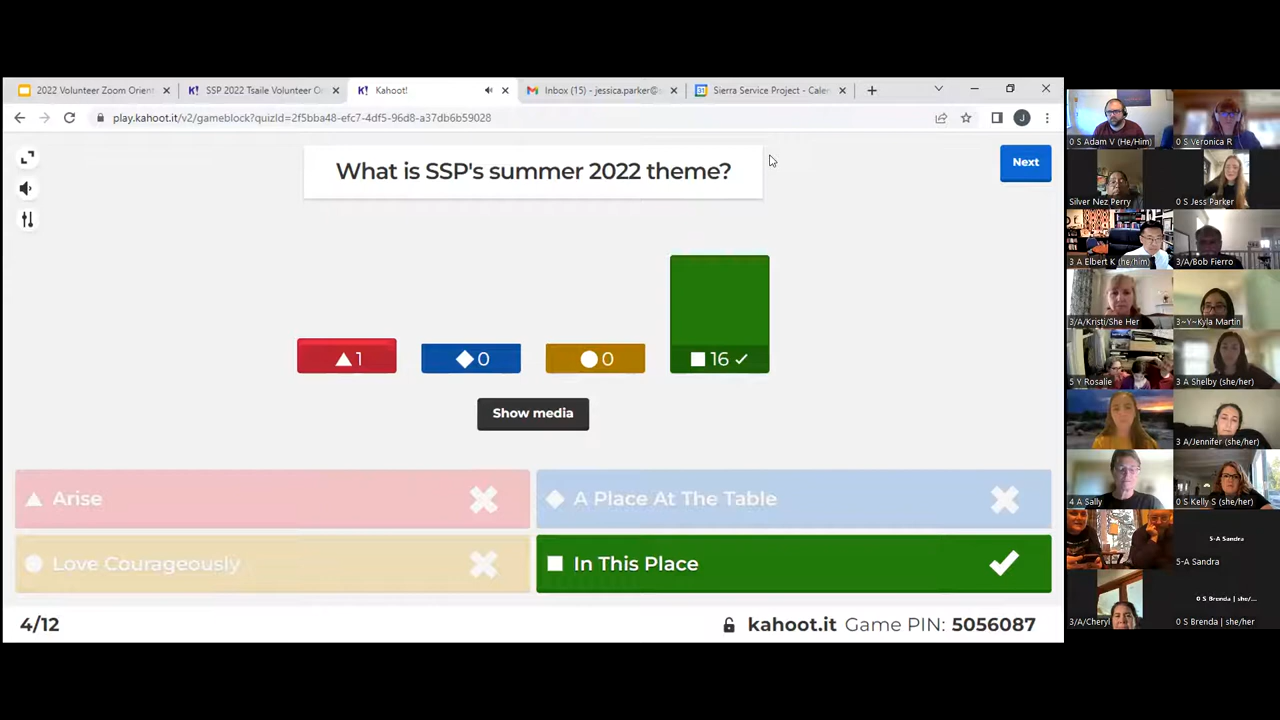 2022 Volunteer Zoom Orient
SSP 2022 Tsaile Volunteer O
Kahoot!
Inbox (15) - jessica.parker@s
Sierra Service Project - Cale
play.kahoot.it/v2/gameblock?quizId=2f5bba48-efc7-4df5-96d8-a37db6b59028
J
What is SSP's summer 2022 theme?
Next
1
0
0
16
Show media
Arise
A Place At The Table
Love Courageously
In This Place
4/12
kahoot.it Game PIN: 5056087
0 S Adam V (He/Him)
0 S Veronica R
Silver Nez Perry
0 S Jess Parker
3 A Elbert K (he/him)
3/A/Bob Fierro
3/A/Kristi/She Her
3~Y~Kyla Martin
5 Y Rosalie
3 A Shelby (she/her)
3 A/Jennifer (she/her)
4 A Sally
0 S Kelly S (she/her)
5-A Sandra
5-A Sandra
0 S Brenda | she/...
3/A/Cheryl
0 S Brenda | she/her